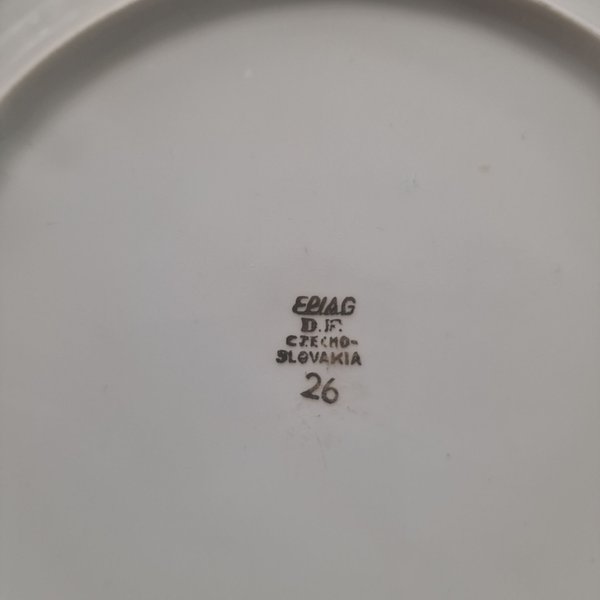 EPIAG
D.F.
CZECHO-
SLOVAKIA
26